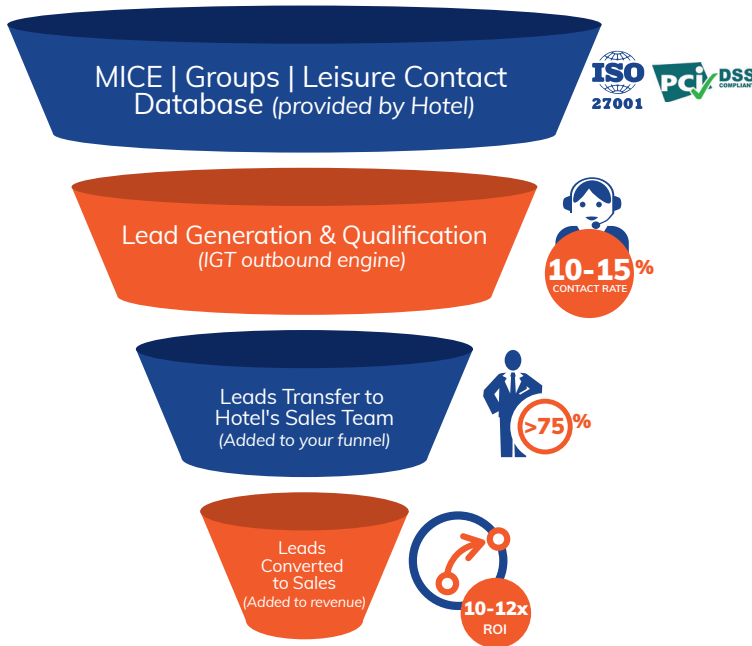 MICE | Groups | Leisure Contact
Database (provided by Hotel)
ISO
27001
PCi DSS
COMPLIANT
Lead Generation & Qualification
(IGT outbound engine)
10-15%
CONTACT RATE
Leads Transfer to
Hotel's Sales Team
(Added to your funnel)
>75%
Leads
Converted
to Sales
(Added to revenue)
10-12x
ROI